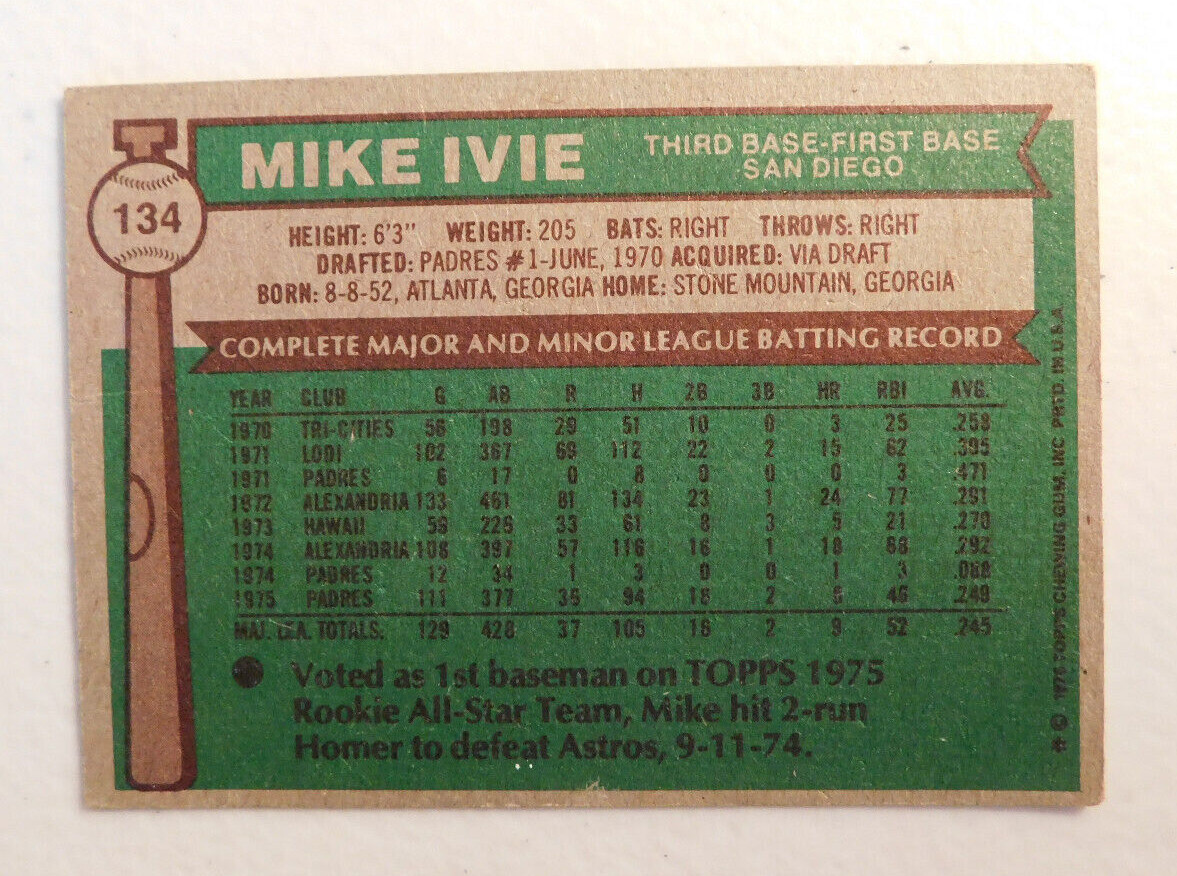 134
MIKE IVIE
THIRD BASE-FIRST BASE
SAN DIEGO
HEIGHT: 6'3" WEIGHT: 205 BATS: RIGHT THROWS: RIGHT
DRAFTED: PADRES #1-JUNE, 1970 ACQUIRED: VIA DRAFT
BORN: 8-8-52, ATLANTA, GEORGIA HOME: STONE MOUNTAIN, GEORGIA
COMPLETE MAJOR AND MINOR LEAGUE BATTING RECORD
YEAR CLUB G AB R H 2B 3B HR RBI AVG.
1970 TRI-CITIES 56 198 29 51 10 0 3 25 .258
1971 LODI 102 367 69 112 22 2 15 62 .305
1971 PADRES 6 17 0 8 0 0 0 3 .471
1972 ALEXANDRIA 133 461 81 134 23 1 24 77 .291
1973 HAWAII 59 226 33 61 8 3 5 21 .270
1974 ALEXANDRIA 108 397 57 116 16 1 18 68 .292
1974 PADRES 12 34 1 3 0 0 1 3 .088
1975 PADRES 111 377 36 94 16 2 8 46 .249
MAJ. LEA. TOTALS. 129 428 37 105 16 2 9 52 .245
Voted as 1st baseman on TOPPS 1975
Rookie All-Star Team, Mike hit 2-run
Homer to defeat Astros, 9-11-74.
© 1976 TOPPS CHEWING GUM, INC PRTD. IN U.S.A.